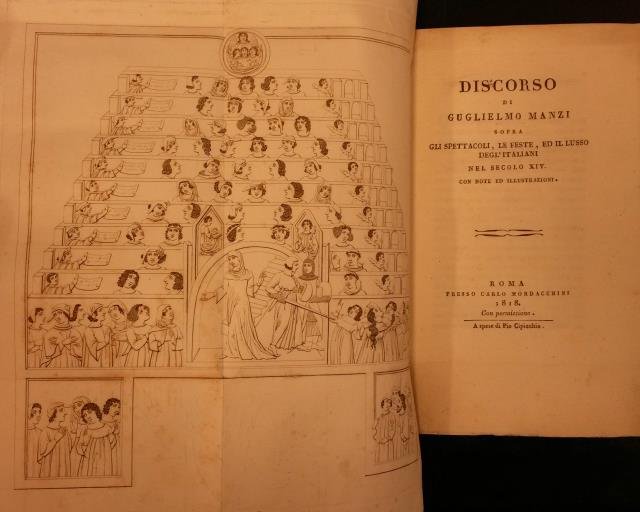 DISCORSO
DI
GUGLIELMO MANZI
SOPRA
GLI SPETTACOLI, LE FESTE, ED IL LUSSO
DEGL'ITALIANI
NEL SECOLO XIV.
CON NOTE ED ILLUSTRAZIONI.
ROMA
PRESSO CARLO MORDACCHINI
1818.
Con permissione.
A spese di Pio Cipicchia.